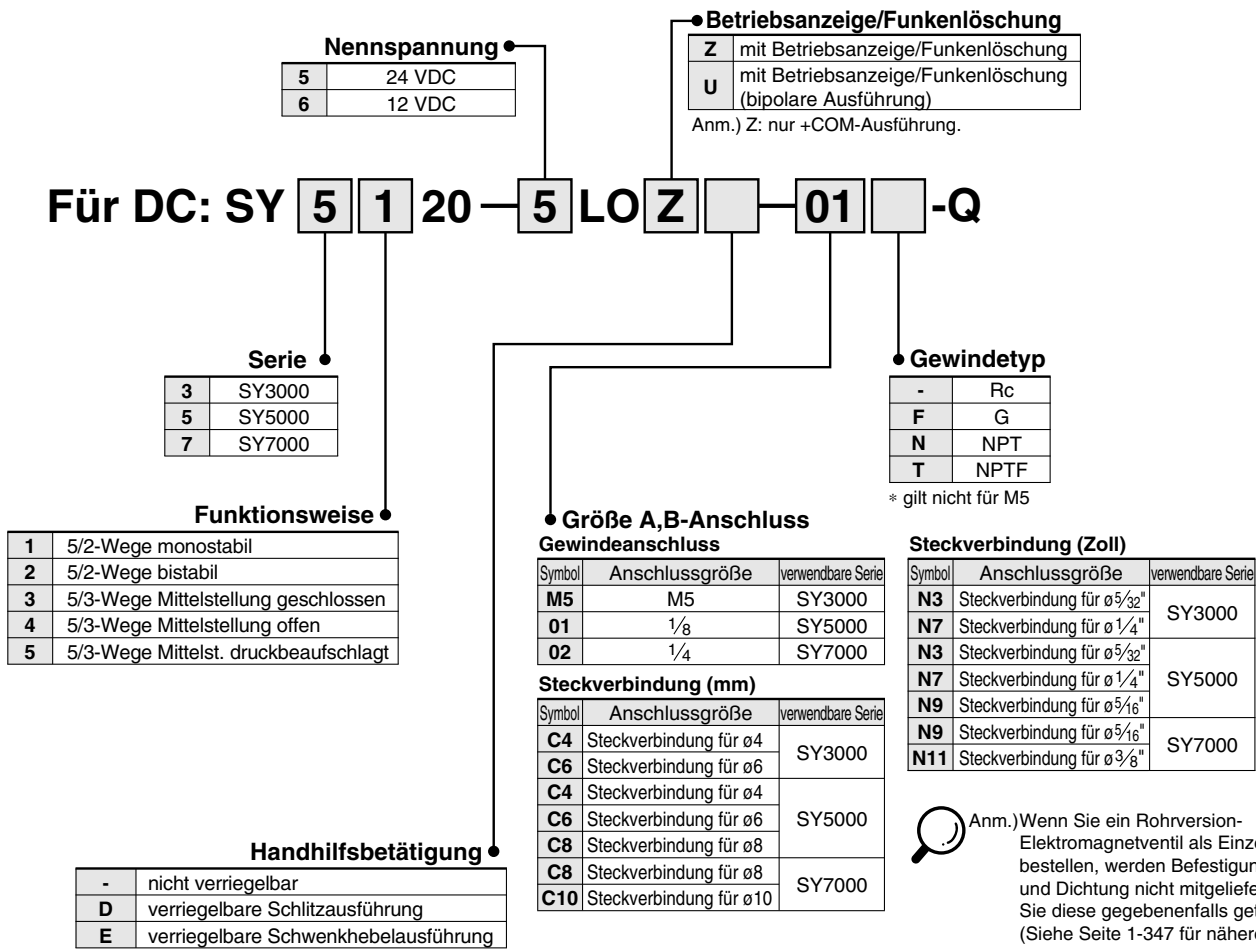 Betriebsanzeige/Funkenlöschung
Z mit Betriebsanzeige/Funkenlöschung
U mit Betriebsanzeige/Funkenlöschung
(bipolare Ausführung)
Anm.) Z: nur +COM-Ausführung.
Nennspannung
5 24 VDC
6 12 VDC
Für DC: SY 5 1 20 — 5 LO Z — 01 -Q
Serie
3 SY3000
5 SY5000
7 SY7000
Gewindetyp
- Rc
F G
N NPT
T NPTF
* gilt nicht für M5
Funktionsweise
1 5/2-Wege monostabil
2 5/2-Wege bistabil
3 5/3-Wege Mittelstellung geschlossen
4 5/3-Wege Mittelstellung offen
5 5/3-Wege Mittelst. druckbeaufschlagt
Größe A,B-Anschluss
Gewindeanschluss
Symbol Anschlussgröße verwendbare Serie
M5 M5 SY3000
01 1/8 SY5000
02 1/4 SY7000
Steckverbindung (mm)
Symbol Anschlussgröße verwendbare Serie
C4 Steckverbindung für ø4 SY3000
C6 Steckverbindung für ø6
C4 Steckverbindung für ø4
C6 Steckverbindung für ø6 SY5000
C8 Steckverbindung für ø8
C8 Steckverbindung für ø8 SY7000
C10 Steckverbindung für ø10
Steckverbindung (Zoll)
Symbol Anschlussgröße verwendbare Serie
N3 Steckverbindung für ø5/32" SY3000
N7 Steckverbindung für ø1/4"
N3 Steckverbindung für ø5/32"
N7 Steckverbindung für ø1/4" SY5000
N9 Steckverbindung für ø5/16"
N9 Steckverbindung für ø5/16" SY7000
N11 Steckverbindung für ø3/8"
Handhilfsbetätigung
- nicht verriegelbar
D verriegelbare Schlitzausführung
E verriegelbare Schwenkhebelausführung
Anm.) Wenn Sie ein Rohrversion-
Elektromagnetventil als
bestellen, werden
und Dichtung nicht
Sie diese gegebenenfalls
(Siehe Seite 1-347 für